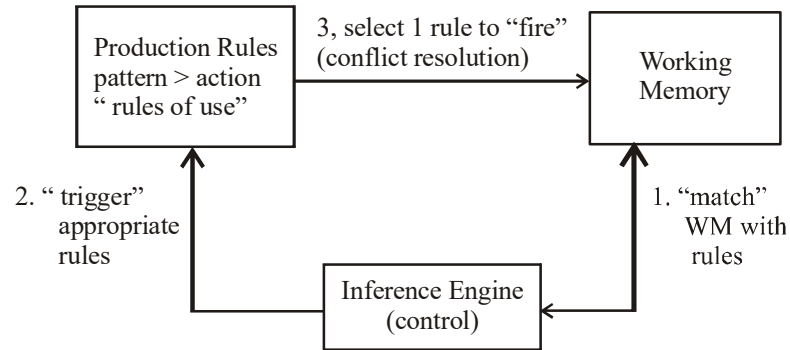 Production Rules
pattern > action
“ rules of use”
3, select 1 rule to “fire”
(conflict resolution)
Working
Memory
2. “ trigger”
appropriate
rules
1. “match”
WM with
rules
Inference Engine
(control)